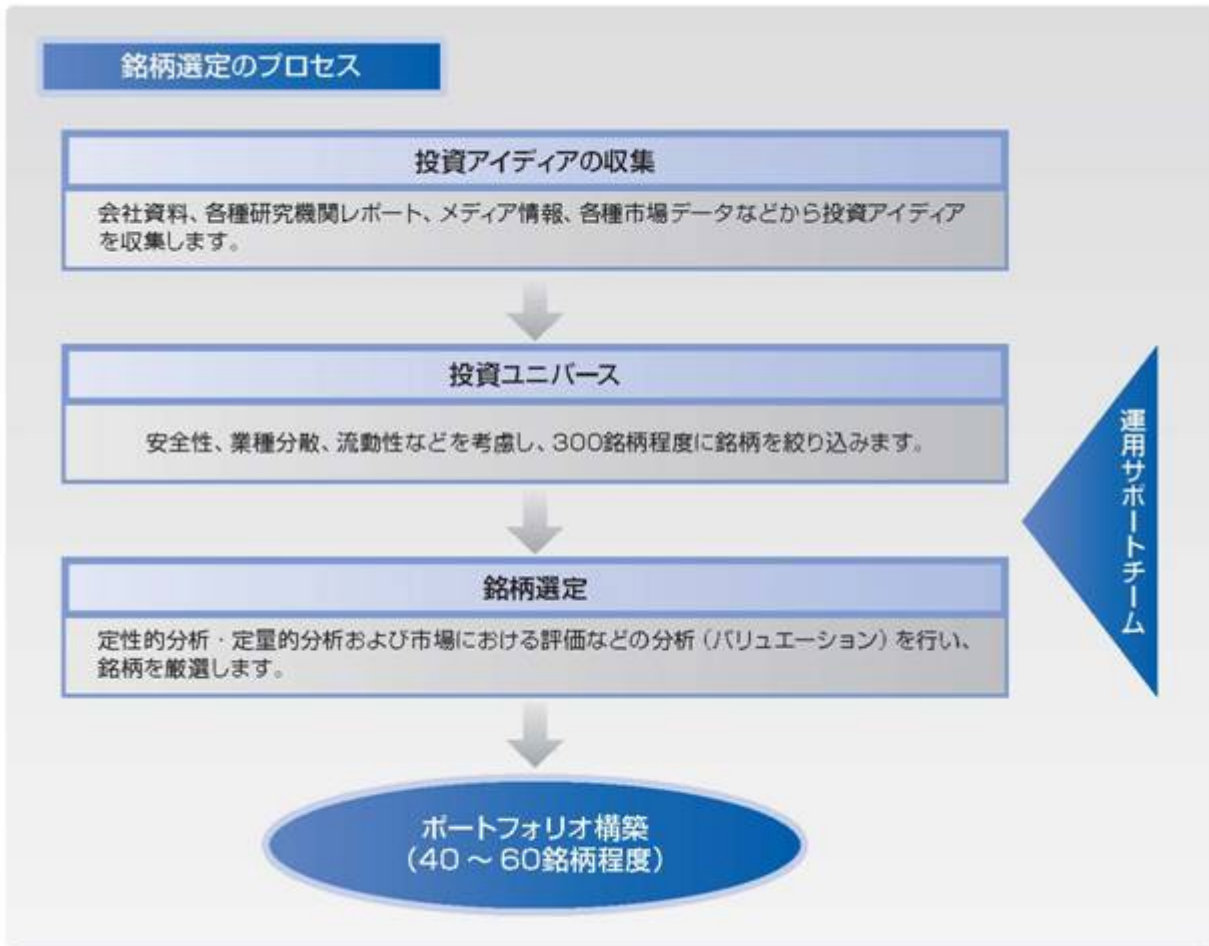 銘柄選定のプロセス
投資アイディアの収集
会社資料、各種研究機関レポート、メディア情報、各種市場データなどから投資アイディア
を収集します。
投資ユニバース
安全性、業種分散、流動性などを考慮し、300銘柄程度に銘柄を絞り込みます。
運用サポートチーム
銘柄選定
定性的分析・定量的分析および市場における評価などの分析（バリュエーション）を行い、
銘柄を厳選します。
ポートフォリオ構築
（40～60銘柄程度）